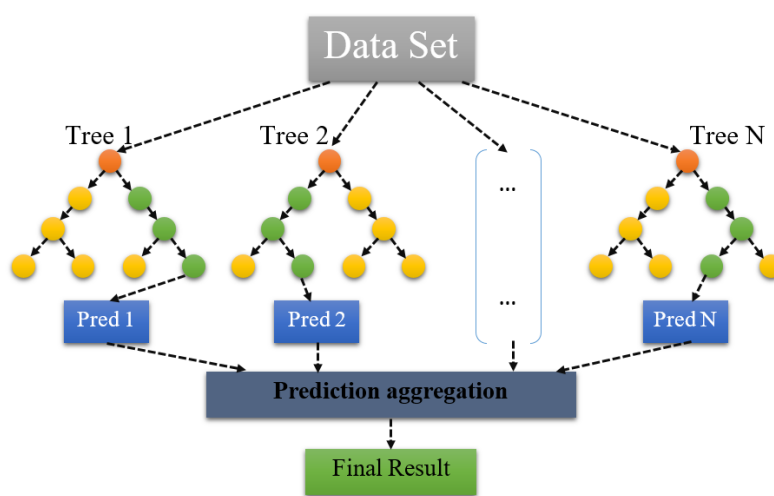 Data Set
Tree 1
Tree 2
Tree N
...
...
Pred 1
Pred 2
Pred N
Prediction aggregation
Final Result